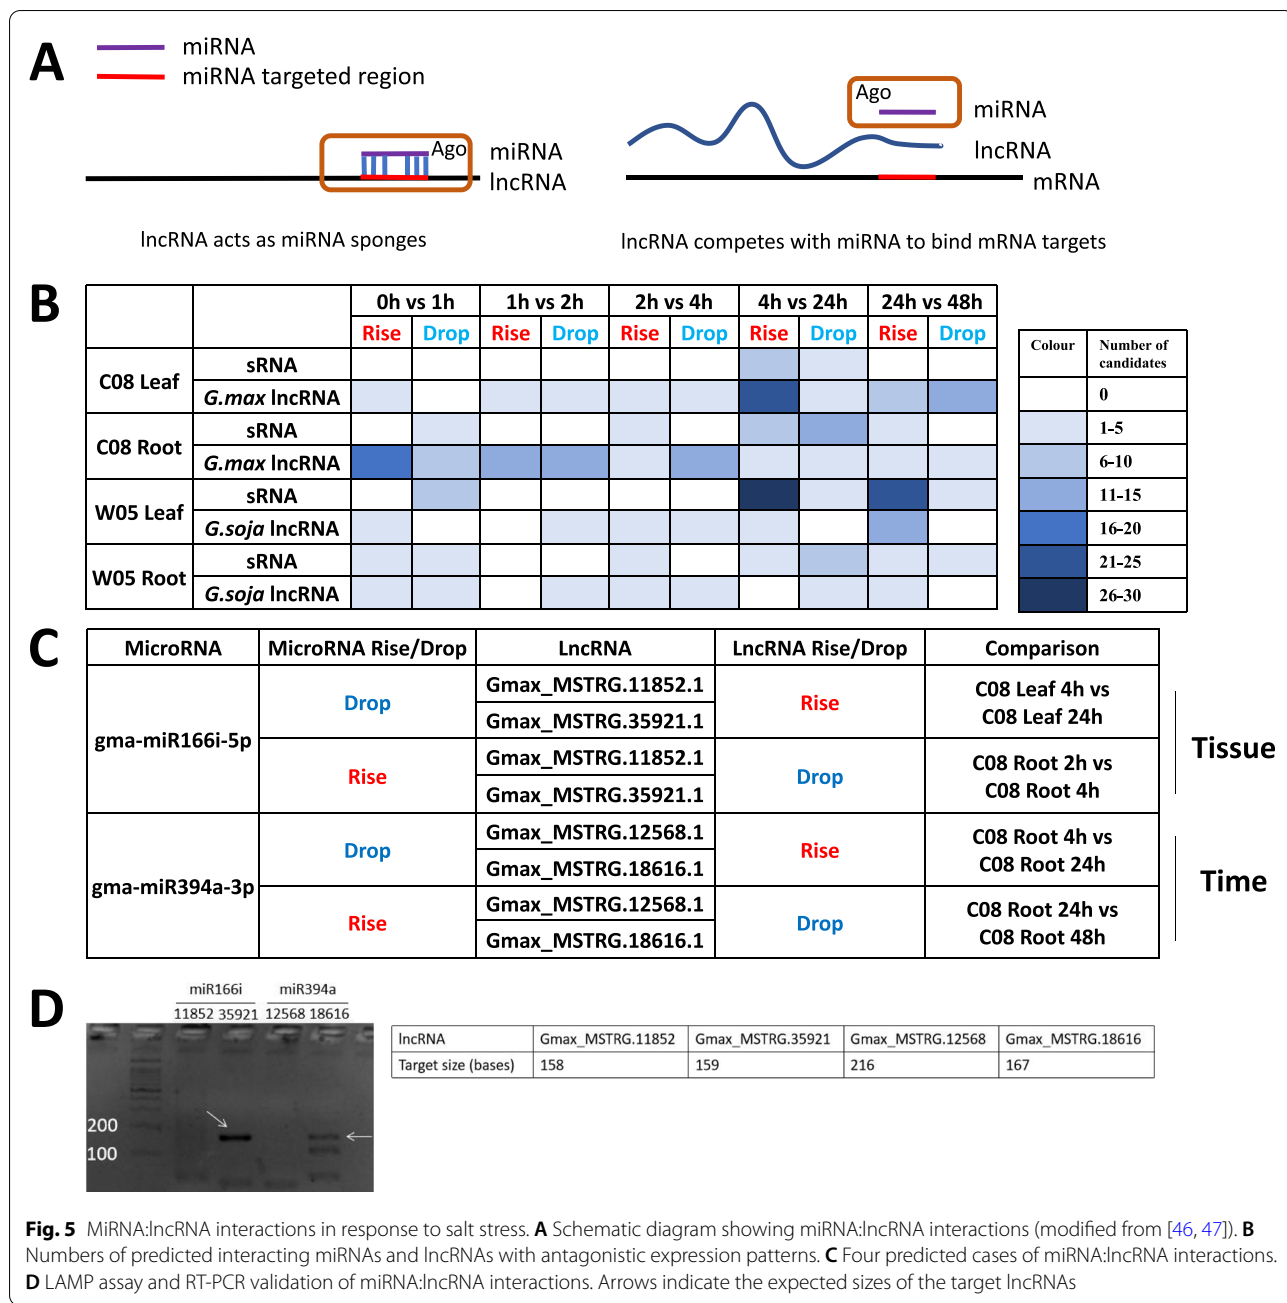 A
miRNA
miRNA targeted region
Ago
miRNA
lncRNA
lncRNA acts as miRNA sponges
Ago
miRNA
lncRNA
mRNA
lncRNA competes with miRNA to bind mRNA targets
B
0h vs 1h 1h vs 2h 2h vs 4h 4h vs 24h 24h vs 48h
Rise Drop Rise Drop Rise Drop Rise Drop Rise Drop
C08 Leaf
sRNA
G.max lncRNA
C08 Root
sRNA
G.max lncRNA
W05 Leaf
sRNA
G.soja lncRNA
W05 Root
sRNA
G.soja lncRNA
Colour Number of
candidates
0
1-5
6-10
11-15
16-20
21-25
26-30
C
MicroRNA MicroRNA Rise/Drop LncRNA LncRNA Rise/Drop Comparison
gma-miR166i-5p
Drop
Gmax_MSTRG.11852.1
Gmax_MSTRG.35921.1
Rise
C08 Leaf 4h vs
C08 Leaf 24h
Rise
Gmax_MSTRG.11852.1
Gmax_MSTRG.35921.1
Drop
C08 Root 2h vs
C08 Root 4h
Tissue
gma-miR394a-3p
Drop
Gmax_MSTRG.12568.1
Gmax_MSTRG.18616.1
Rise
C08 Root 4h vs
C08 Root 24h
Rise
Gmax_MSTRG.12568.1
Gmax_MSTRG.18616.1
Drop
C08 Root 24h vs
C08 Root 48h
Time
D
miR166i miR394a
11852 35921 12568 18616
200
100
lncRNA Gmax_MSTRG.11852 Gmax_MSTRG.35921 Gmax_MSTRG.12568 Gmax_MSTRG.18616
Target size (bases) 158 159 216 167
Fig. 5 MiRNA:lncRNA interactions in response to salt stress. A Schematic diagram showing miRNA:lncRNA interactions (modified from [46, 47]). B
Numbers of predicted interacting miRNAs and lncRNAs with antagonistic expression patterns. C Four predicted cases of miRNA:lncRNA interactions.
D LAMP assay and RT-PCR validation of miRNA:lncRNA interactions. Arrows indicate the expected sizes of the target lncRNAs